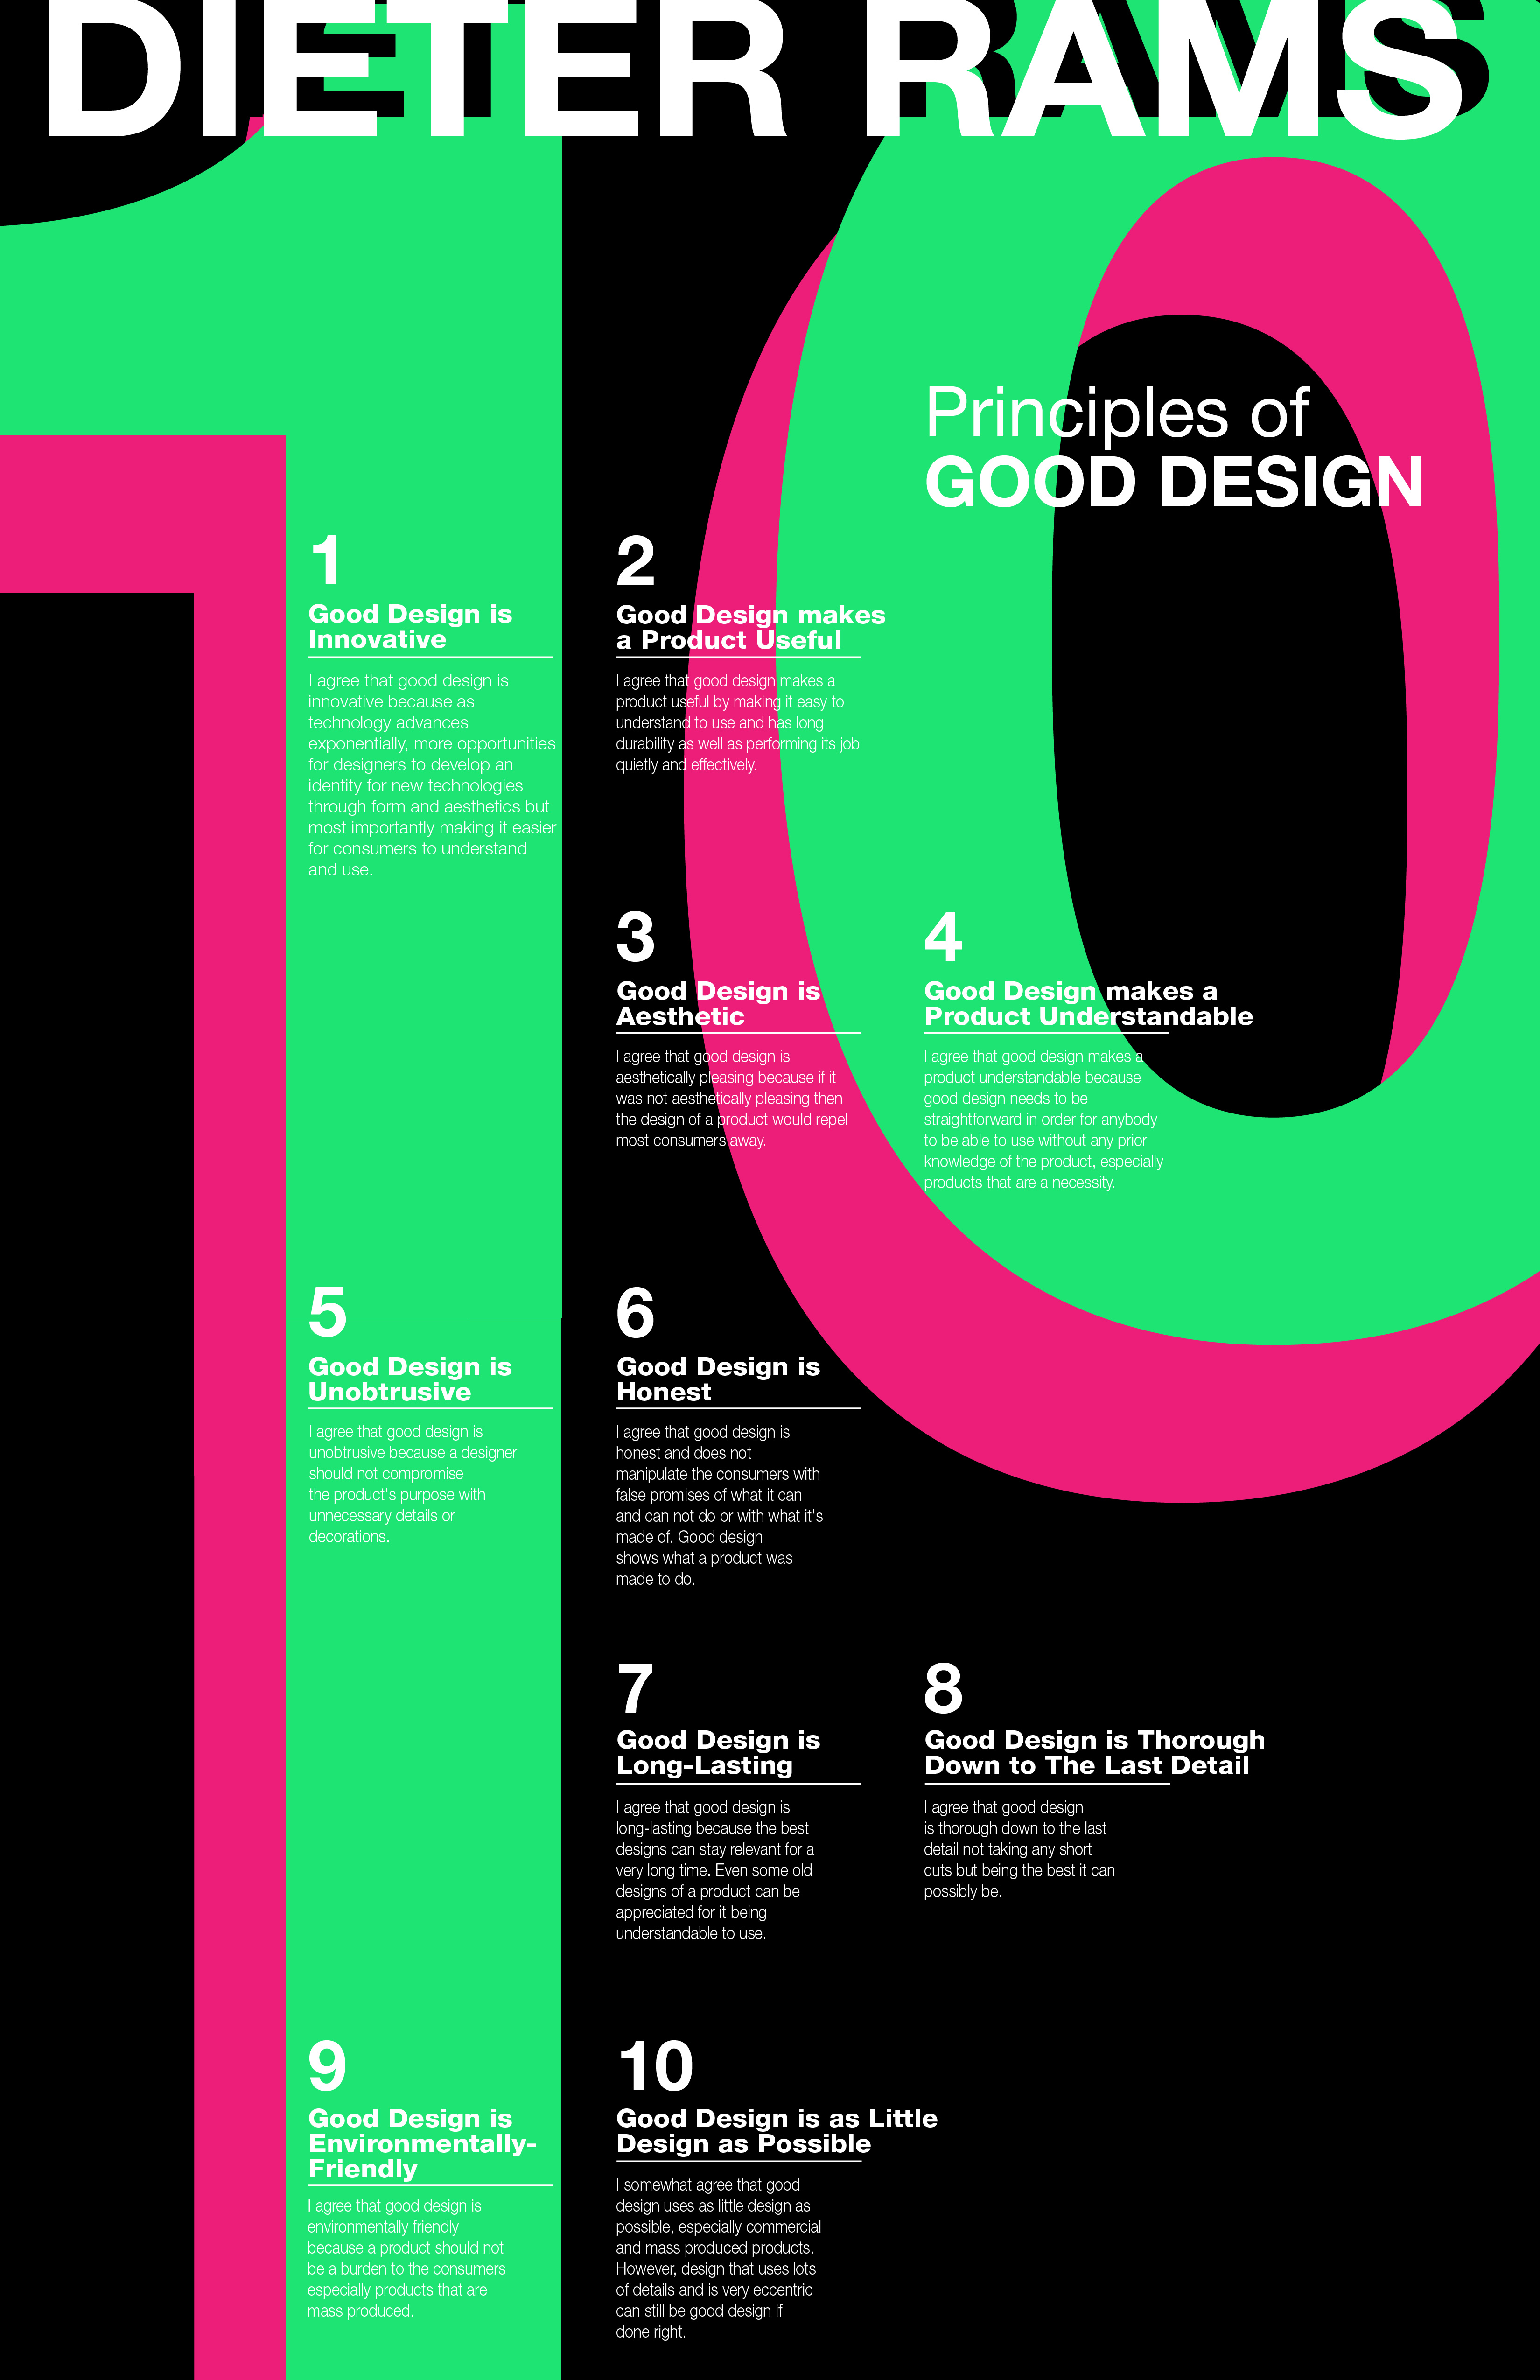 DIETER RAMS
10
Principles of
GOOD DESIGN
1
Good Design is
Innovative
I agree that good design is
innovative because as
technology advances
exponentially, more opportunities
for designers to develop an
identity for new technologies
through form and aesthetics but
most importantly making it easier
for consumers to understand
and use.
2
Good Design makes
a Product Useful
I agree that good design makes a
product useful by making it easy to
understand to use and has long
durability as well as performing its job
quietly and effectively.
3
Good Design is
Aesthetic
I agree that good design is
aesthetically pleasing because if it
was not aesthetically pleasing then
the design of a product would repel
most consumers away.
4
Good Design makes a
Product Understandable
I agree that good design makes a
product understandable because
good design needs to be
straightforward in order for anybody
to be able to use without any prior
knowledge of the product, especially
products that are a necessity.
5
Good Design is
Unobtrusive
I agree that good design is
unobtrusive because a designer
should not compromise
the product's purpose with
unnecessary details or
decorations.
6
Good Design is
Honest
I agree that good design is
honest and does not
manipulate the consumers with
false promises of what it can
and can not do or with what it's
made of. Good design
shows what a product was
made to do.
7
Good Design is
Long-Lasting
I agree that good design is
long-lasting because the best
designs can stay relevant for a
very long time. Even some old
designs of a product can be
appreciated for it being
understandable to use.
8
Good Design is Thorough
Down to The Last Detail
I agree that good design
is thorough down to the last
detail not taking any short
cuts but being the best it can
possibly be.
9
Good Design is
Environmentally-
Friendly
I agree that good design is
environmentally friendly
because a product should not
be a burden to the consumers
especially products that are
mass produced.
10
Good Design is as Little
Design as Possible
I somewhat agree that good
design uses as little design as
possible, especially commercial
and mass produced products.
However, design that uses lots
of details and is very eccentric
can still be good design if
done right.